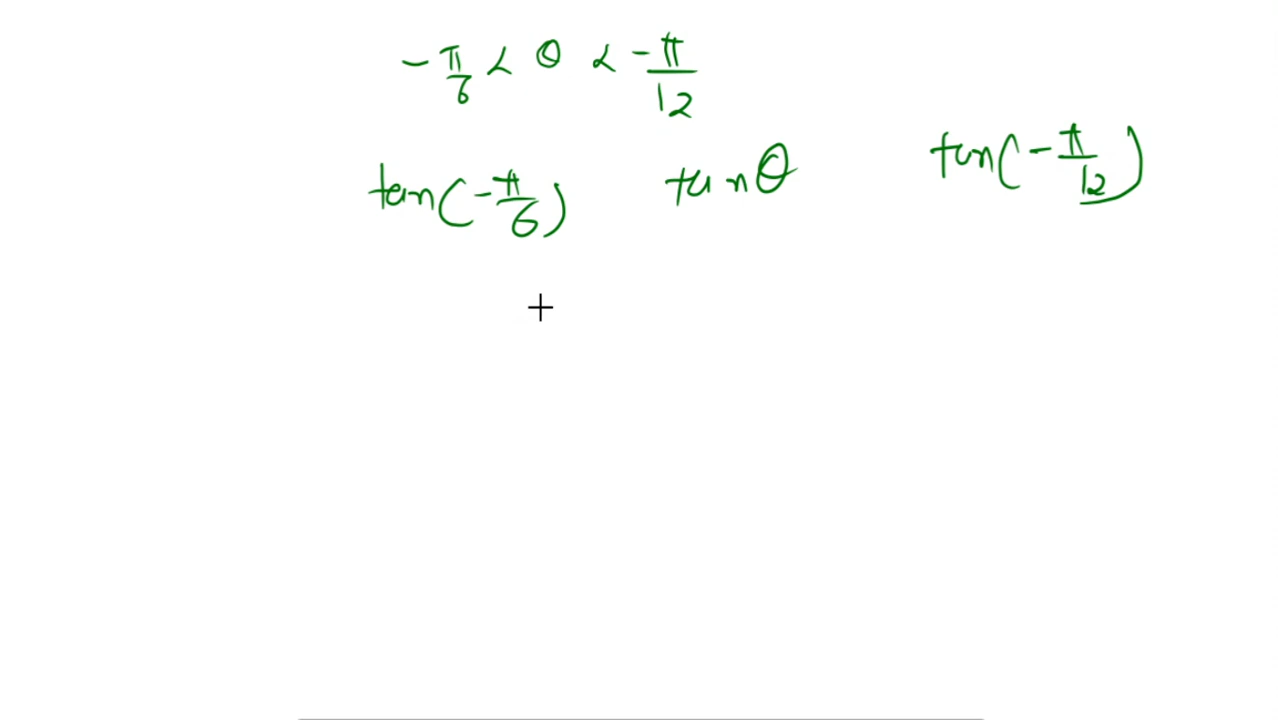 -π/6 < θ < -π/12
tan(-π/6) tanθ tan(-π/12)